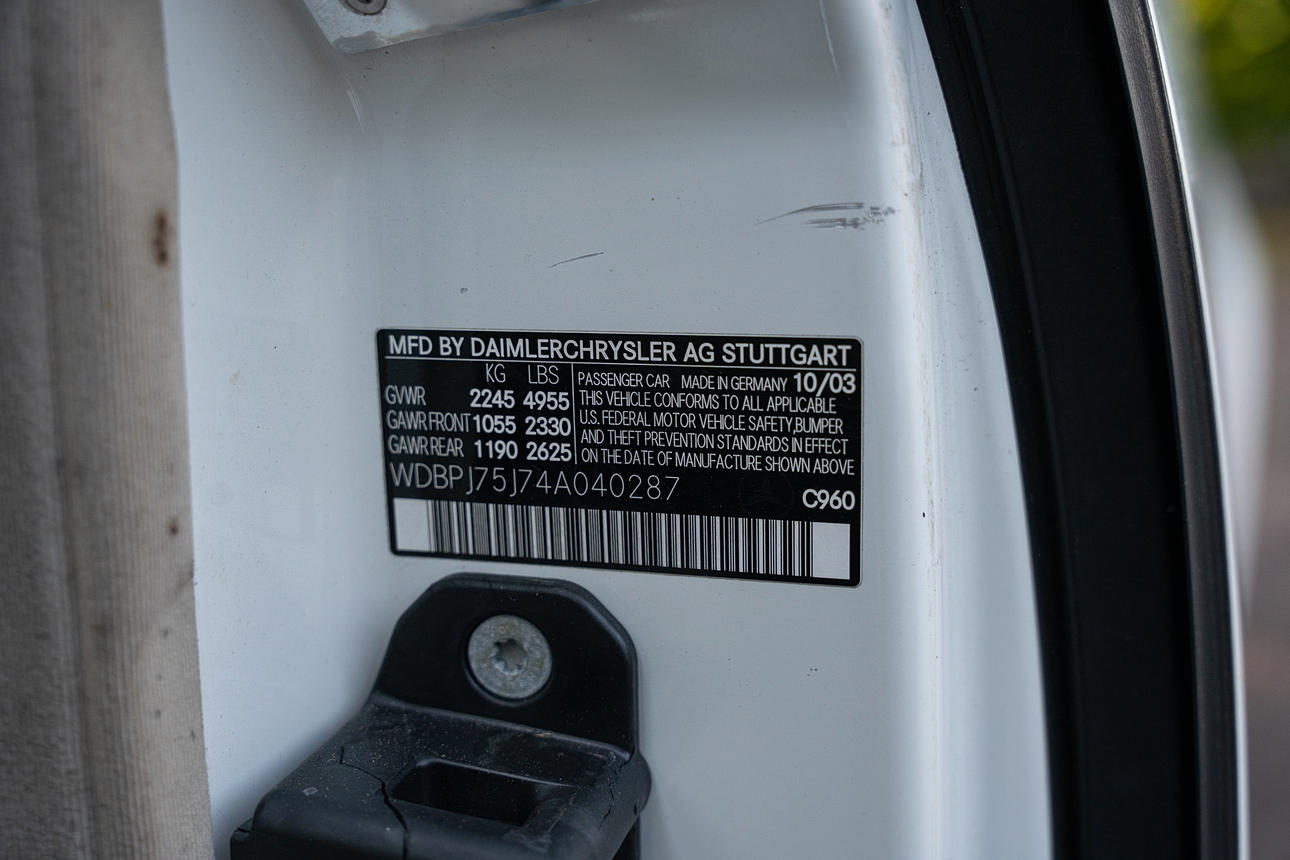 MFD BY DAIMLERCHRYSLER AG STUTTGART
KG LBS
GVWR 2245 4955
GAWR FRONT 1055 2330
GAWR REAR 1190 2625
PASSENGER CAR MADE IN GERMANY 10/03
THIS VEHICLE CONFORMS TO ALL APPLICABLE
U.S. FEDERAL MOTOR VEHICLE SAFETY,BUMPER
AND THEFT PREVENTION STANDARDS IN EFFECT
ON THE DATE OF MANUFACTURE SHOWN ABOVE
WDBPJ75J74A040287
C960